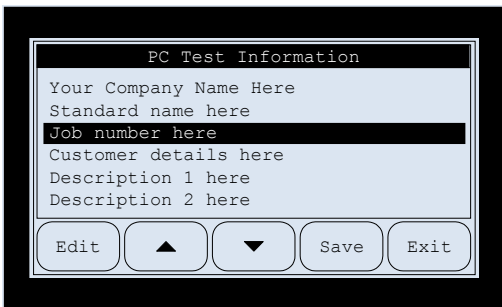 PC Test Information
Your Company Name Here
Standard name here
Job number here
Customer details here
Description 1 here
Description 2 here
Edit Save Exit